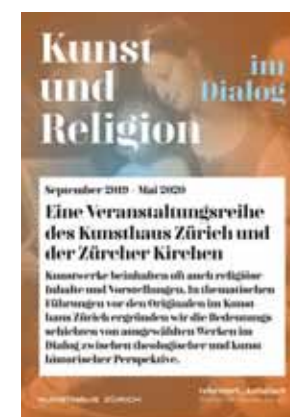 Kunst
und
Religion
im
Dialog
September 2019 - Mai 2020
Eine Veranstaltungsreihe
des Kunsthaus Zürich und
der Zürcher Kirchen
Kunstwerke beinhalten oft auch religiöse
Inhalte und Vorstellungen. In thematischen
Führungen vor den Originalen im Kunst-
haus Zürich ergründen wir die Bedeutungs-
schichten von ausgewählten Werken im
Dialog zwischen theologischer und kunst-
historischer Perspektive.
KUNSTHAUS ZÜRICH
reformiert. katholisch